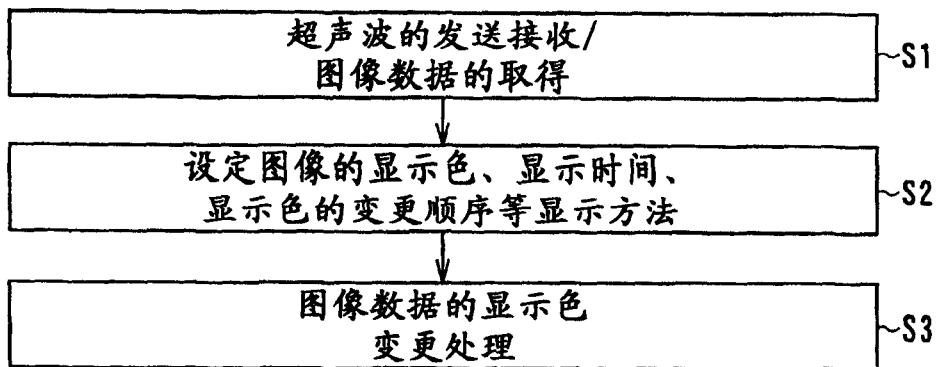 超声波的发送接收/
图像数据的取得
~S1
设定图像的显示色、显示时间、
显示色的变更顺序等显示方法
~S2
图像数据的显示色
变更处理
~S3